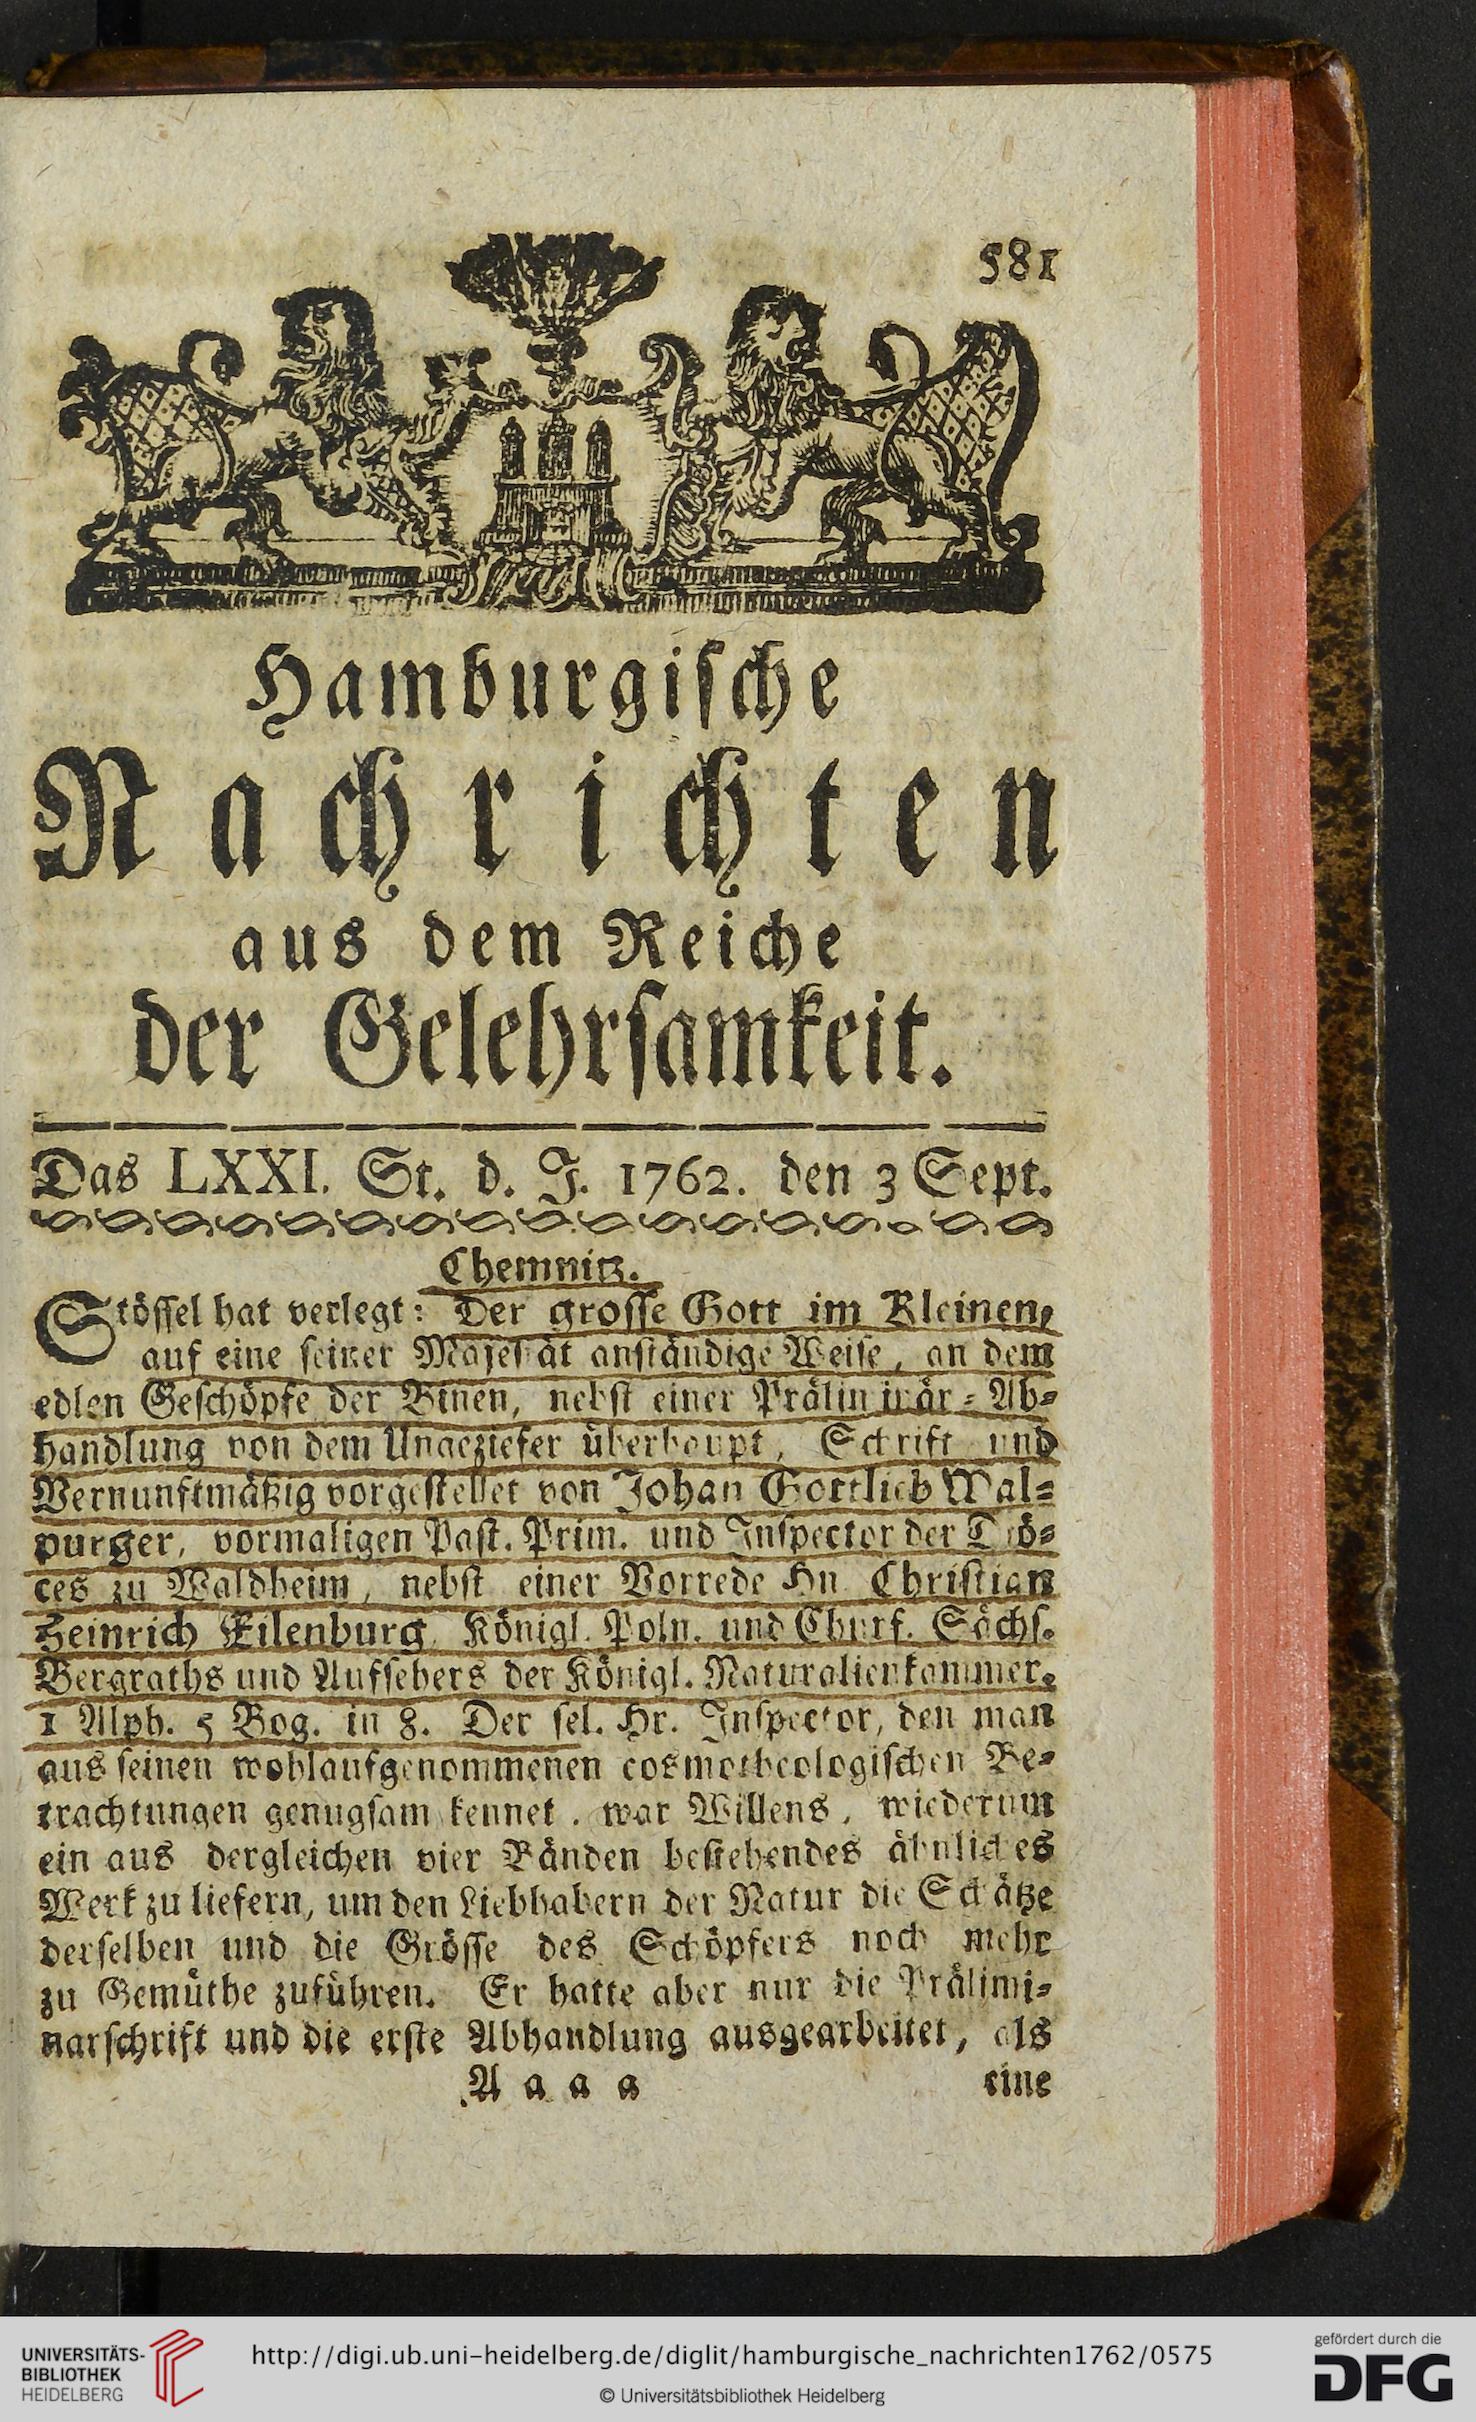 581
Hamburgische
Nachrichten
aus dem Reiche
der Gelehrsamkeit.
Das LXXI. St. d. J. 1762. den 3 Sept.
Chemnitz.
Stössel hat verlegt: Der grosse Gott im Kleinen,
auf eine seiner Majestät anständige Weise, an dem
edlen Geschöpfe der Binen, nebst einer Präliminär-Ab-
handlung von dem Ungeziefer überhaupt, Schrift und
Vernunftmäßig vorgestellet von Johan Gottlieb Wal-
purger, vormaligen Past. Prim. und Inspector der Diö-
ces zu Waldheim, nebst einer Vorrede Hn Christian
Heinrich Eilenburg Königl. Poln. und Churf. Sächs.
Bergraths und Aufsehers der Königl. Naturalienkammer.
1 Alph. 5 Bog. in 8. Der sel. Hr. Inspector, den man
aus seinen wohlaufgenommenen cosmotheologischen Be-
trachtungen genugsam kennet, war Willens, wiederum
ein aus dergleichen vier Bänden bestehendes ähnliches
Werk zu liefern, um den Liebhabern der Natur die Schätze
derselben und die Grösse des Schöpfers noch mehr
zu Gemüthe zuführen. Er hatte aber nur die Prälimi-
narschrift und die erste Abhandlung ausgearbeitet, als
A a a a eine
UNIVERSITÄTS-
BIBLIOTHEK
HEIDELBERG
http://digi.ub.uni-heidelberg.de/diglit/hamburgische_nachrichten1762/0575
© Universitätsbibliothek Heidelberg
gefördert durch die
DFG